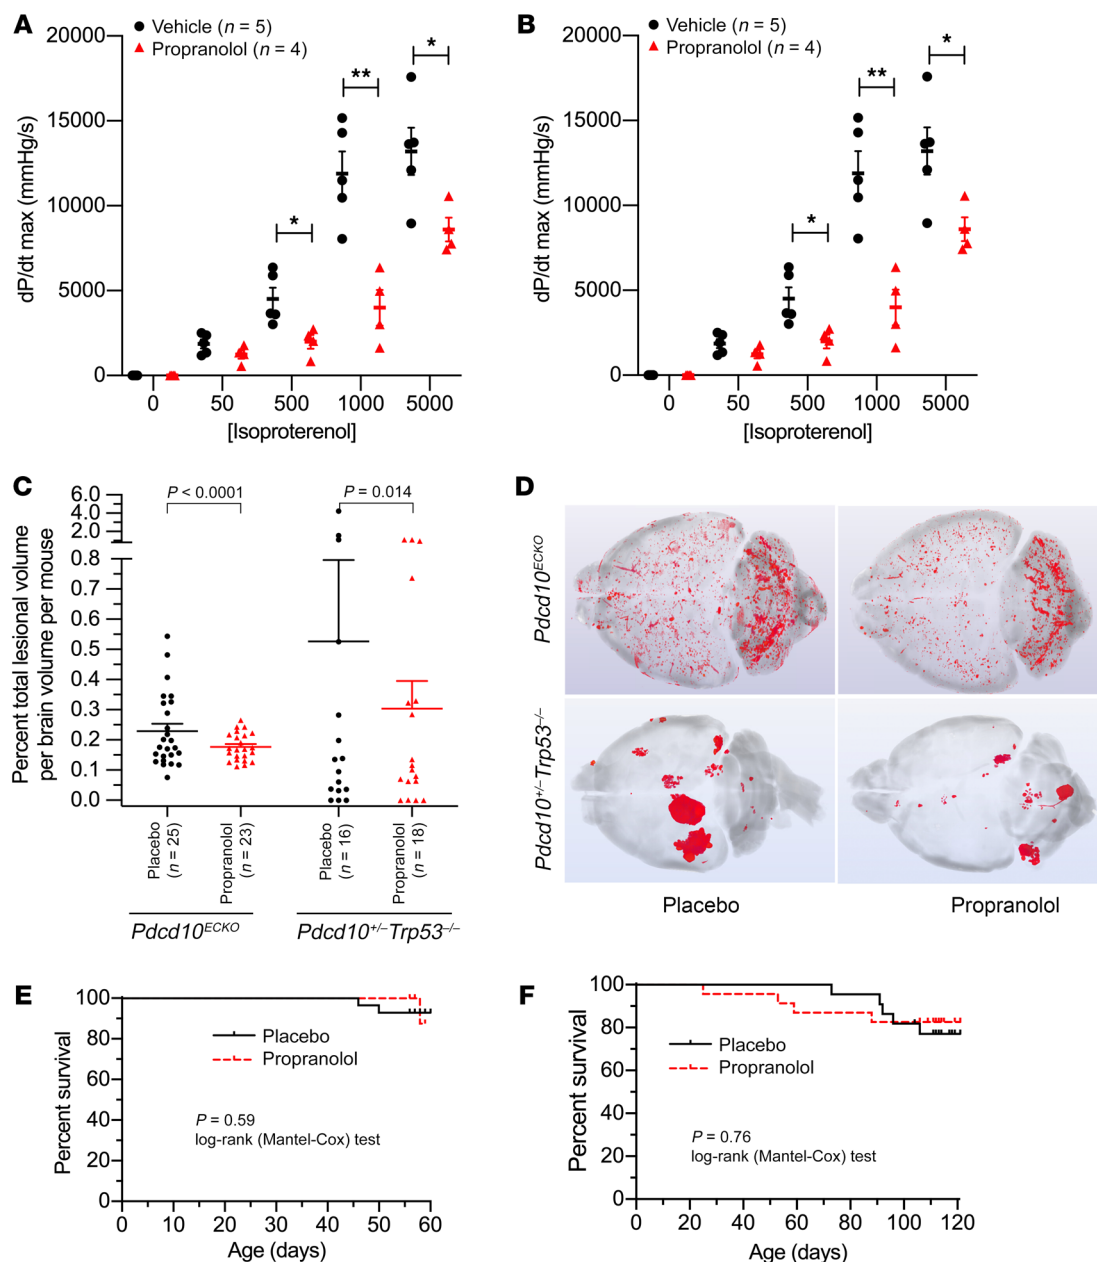 A
Vehicle (n = 5)
Propranolol (n = 4)
dP/dt max (mmHg/s)
20000
15000
10000
5000
0
*
**
*
0 50 500 1000 5000
[Isoproterenol]
B
Vehicle (n = 5)
Propranolol (n = 4)
dP/dt max (mmHg/s)
20000
15000
10000
5000
0
*
**
*
0 50 500 1000 5000
[Isoproterenol]
C
Percent total lesional volume
per brain volume per mouse
6.0
4.0
2.0
0.8
0.7
0.6
0.5
0.4
0.3
0.2
0.1
0.0
P < 0.0001
P = 0.014
Placebo
(n = 25)
Propranolol
(n = 23)
Placebo
(n = 16)
Propranolol
(n = 18)
Pdcd10ECKO
Pdcd10+/–Trp53–/–
D
Pdcd10ECKO
Pdcd10+/–Trp53–/–
Placebo
Propranolol
E
Percent survival
100
80
60
40
20
0
Placebo
Propranolol
P = 0.59
log-rank (Mantel-Cox) test
0 10 20 30 40 50 60
Age (days)
F
Percent survival
100
80
60
40
20
0
Placebo
Propranolol
P = 0.76
log-rank (Mantel-Cox) test
0 20 40 60 80 100 120
Age (days)